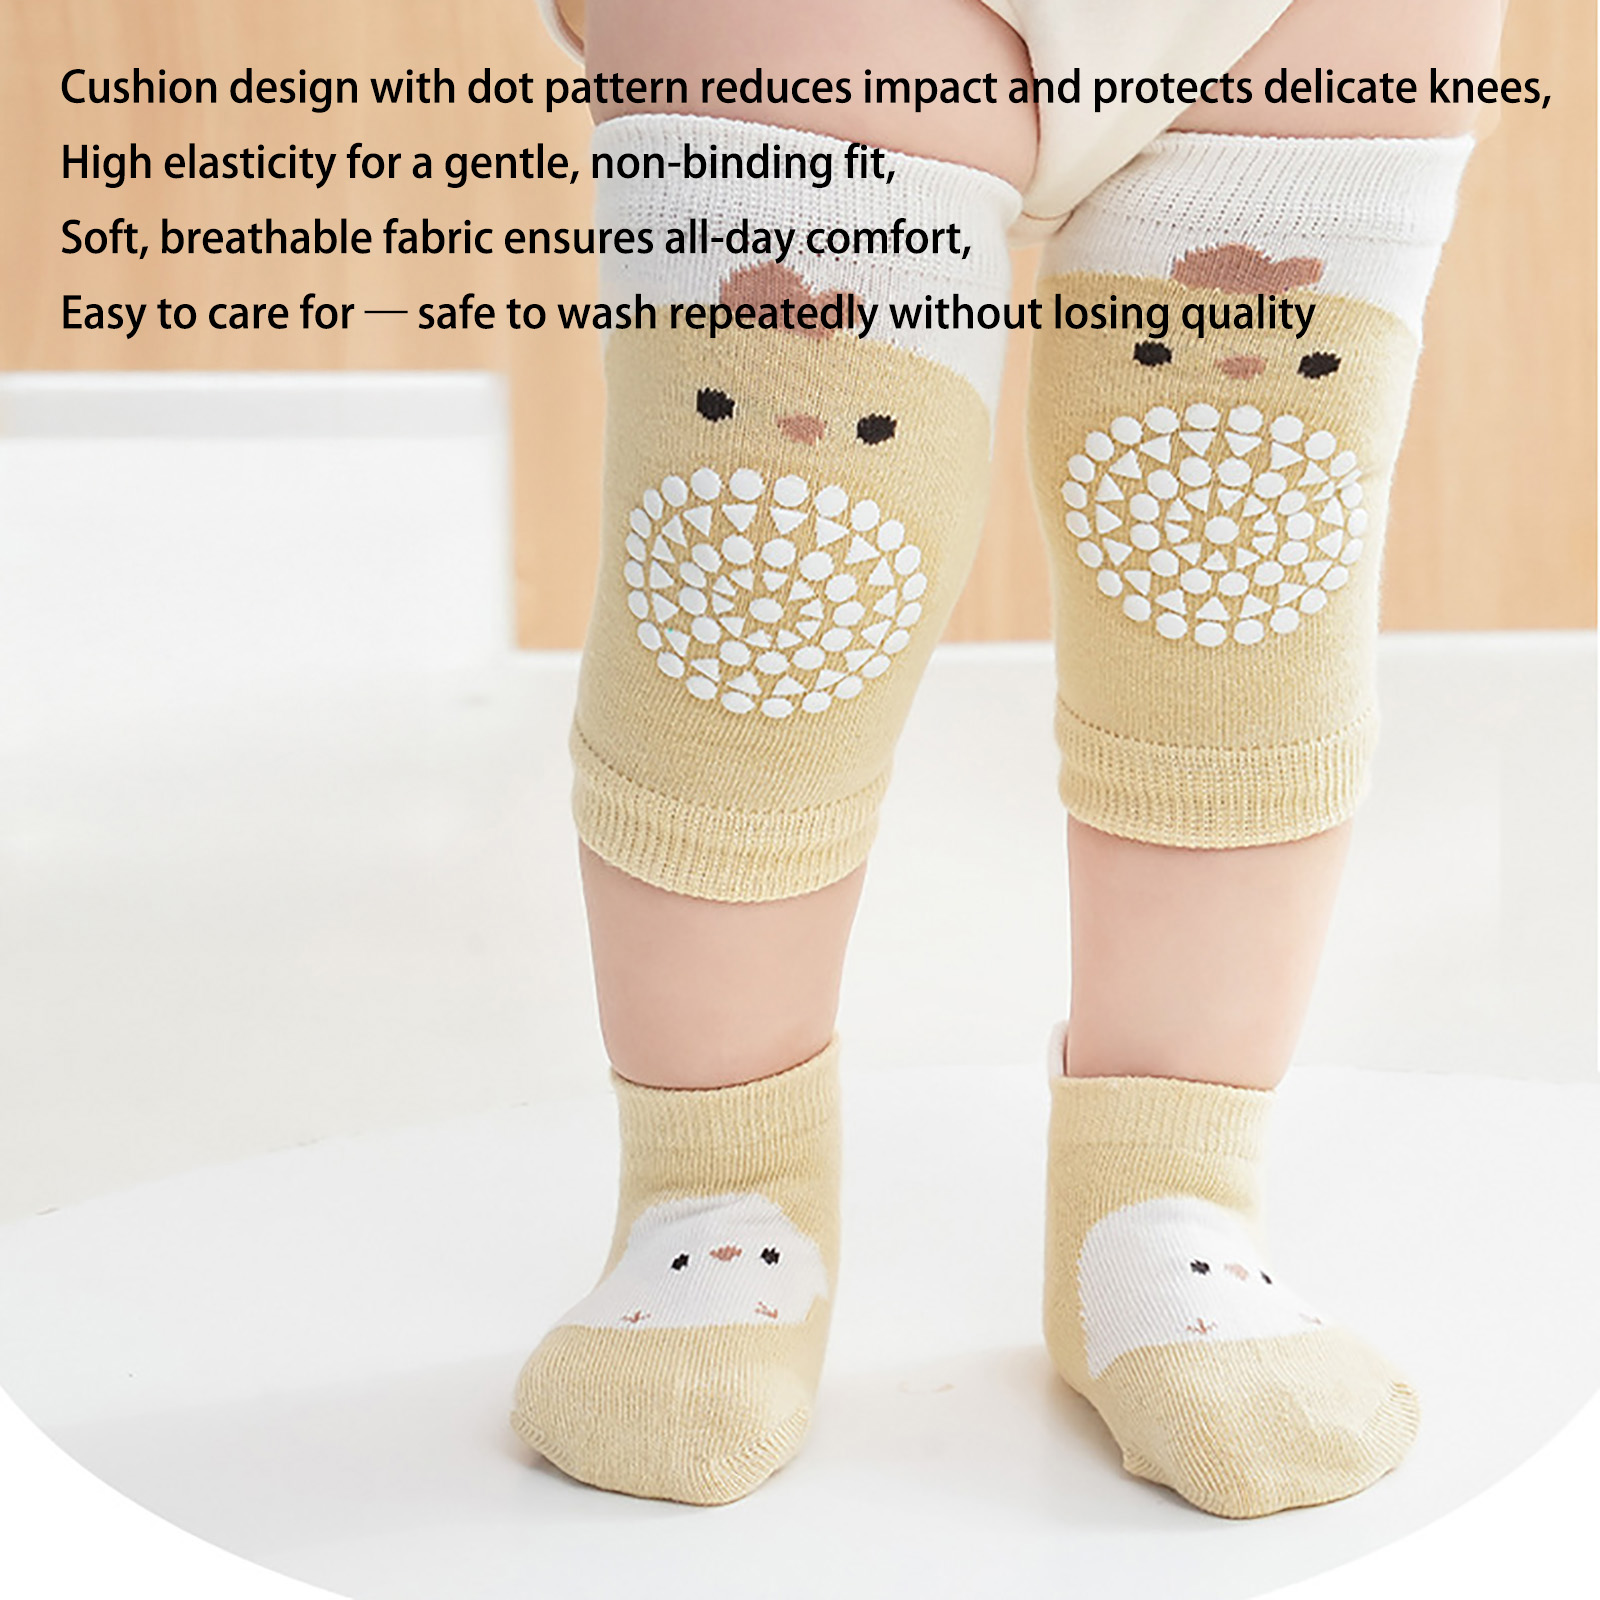 Cushion design with dot pattern reduces impact and protects delicate knees,
High elasticity for a gentle, non-binding fit,
Soft, breathable fabric ensures all-day comfort,
Easy to care for — safe to wash repeatedly without losing quality